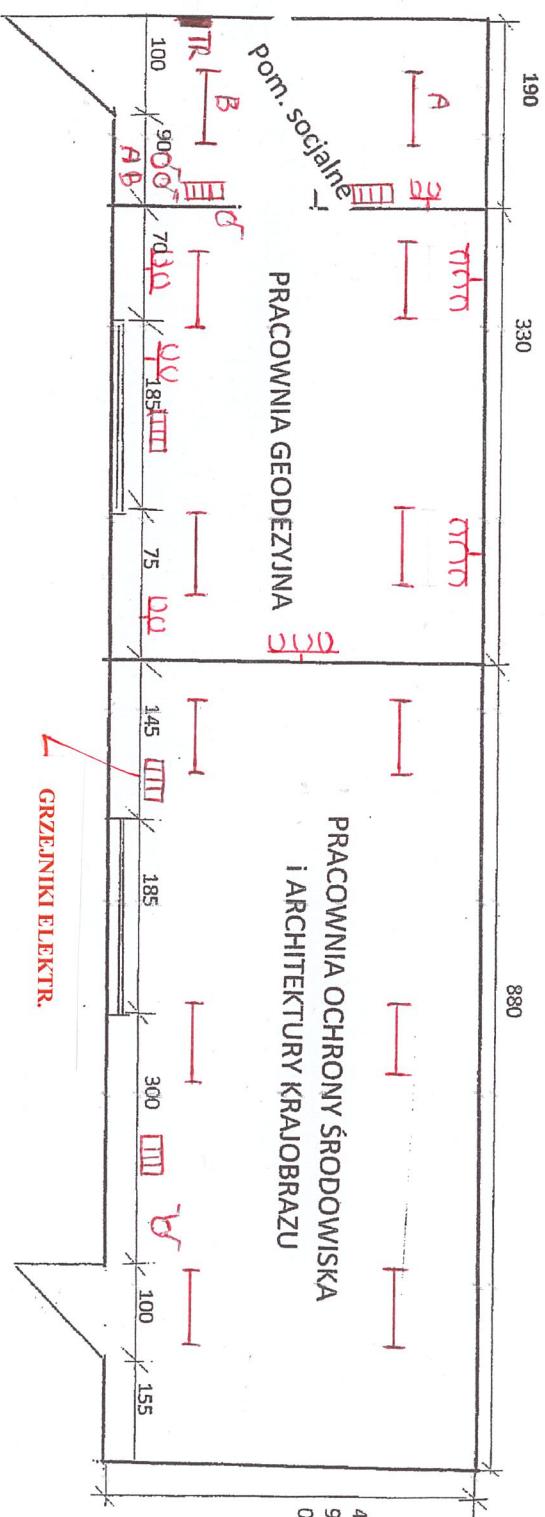 190
330
880
490
A
B
TR
pom. socjalne
A B
PRACOWNIA GEODEZYJNA
PRACOWNIA OCHRONY ŚRODOWISKA
i ARCHITEKTURY KRAJOBRAZU
100
90
70
185
75
145
185
300
100
155
GRZEJNIKI ELEKTR.